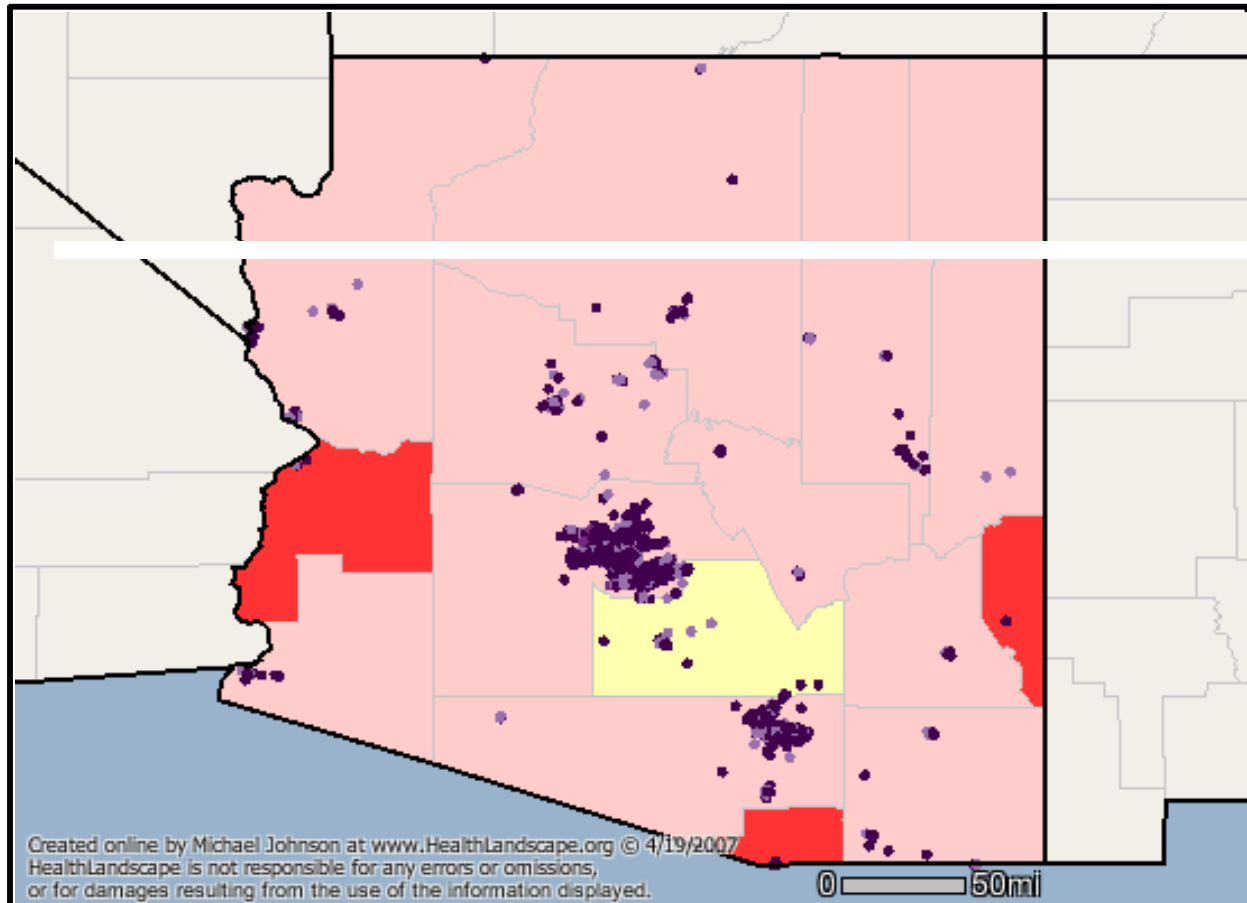 Created online by Michael Johnson at www.HealthLandscape.org © 4/19/2007
HealthLandscape is not responsible for any errors or omissions,
or for damages resulting from the use of the information displayed.
0 50mi